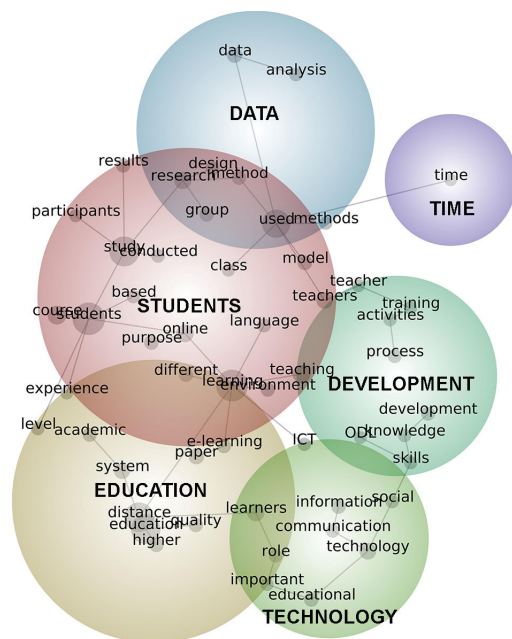 data
analysis
DATA
results
design
research
method
time
participants
group
used
methods
TIME
study
conducted
class
model
teacher
based
teachers
training
STUDENTS
activities
course
students
language
online
purpose
process
different
teaching
learning
environment
DEVELOPMENT
experience
development
level
academic
ODL
knowledge
e-learning
ICT
paper
skills
system
EDUCATION
social
information
distance
learners
education
quality
communication
higher
technology
role
important
educational
TECHNOLOGY